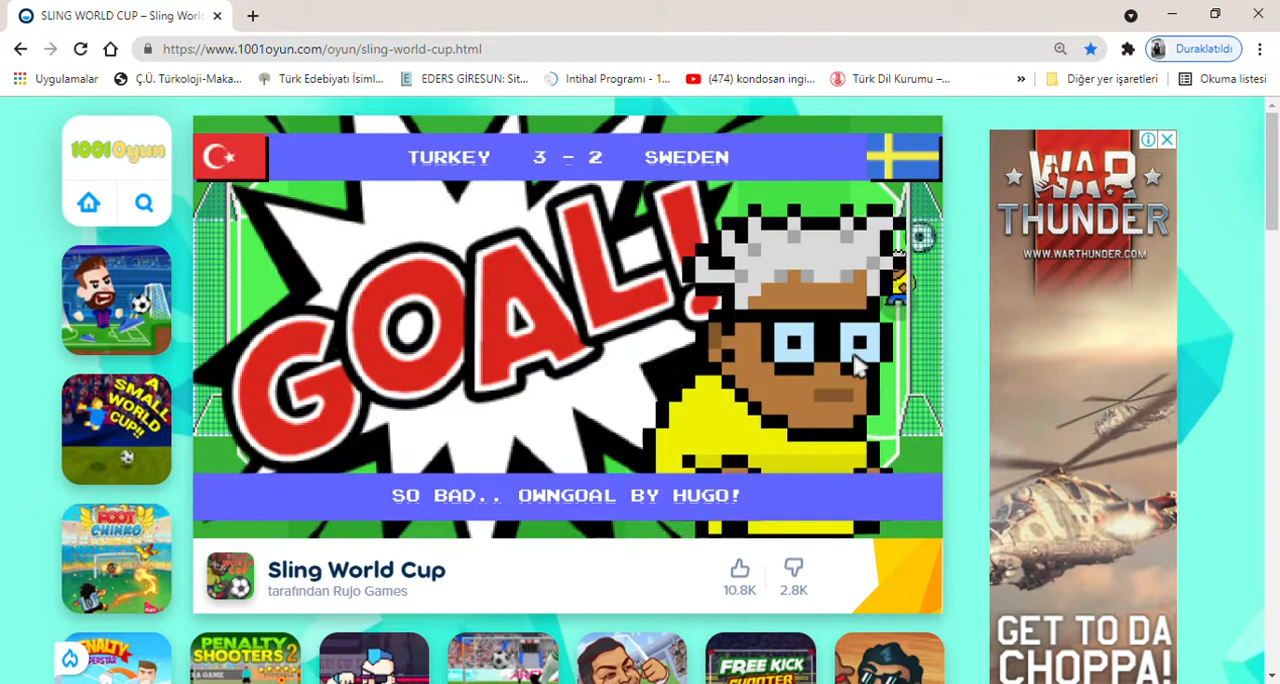 SLING WORLD CUP – Sling Worl
https://www.1001oyun.com/oyun/sling-world-cup.html
Duraklatıldı
Uygulamalar
Ç.Ü. Türkoloji-Maka...
Türk Edebiyatı İsiml...
EDERS GİRESUN: Sit...
Intihal Programı - 1...
(474) kondosan ingi...
Türk Dil Kurumu –...
»
Diğer yer işaretleri
Okuma listesi
1001Oyun
TURKEY 3 - 2 SWEDEN
GOAL!
SO BAD.. OWNGOAL BY HUGO!
A SMALL
WORLD
CUP!!
FOOT
CHINKO
Sling World Cup
tarafından Rujo Games
10.8K
2.8K
WAR
THUNDER
WWW.WARTHUNDER.COM
GET TO DA
CHOPPA!
PENALTY
SHOOTERS 2
FREE KICK
SHOOTER